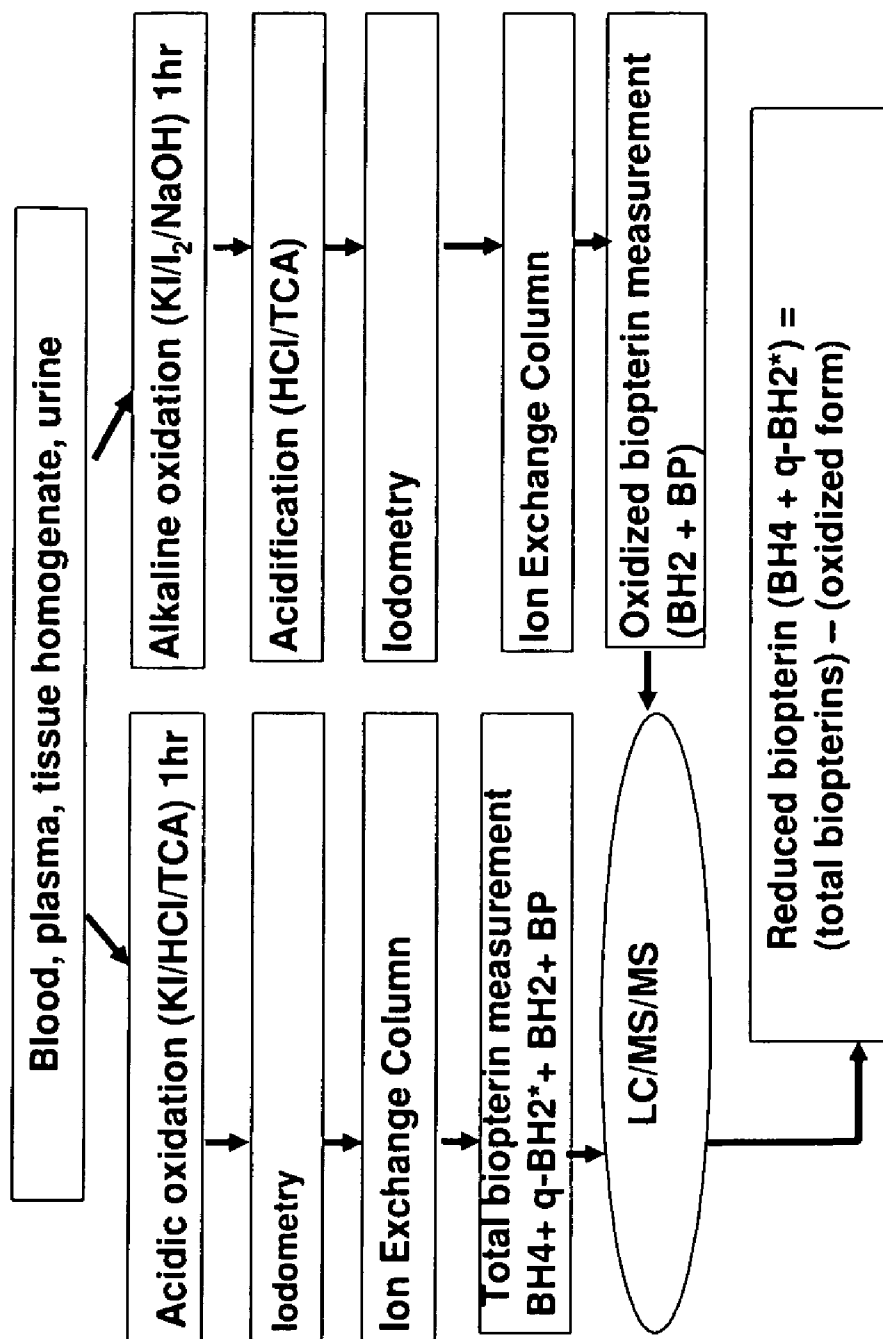 Blood, plasma, tissue homogenate, urine
Acidic oxidation (KI/HCl/TCA) 1hr
Iodometry
Ion Exchange Column
Total biopterin measurement
BH4+ q-BH2*+ BH2+ BP
LC/MS/MS
Alkaline oxidation (KI/I₂/NaOH) 1hr
Acidification (HCl/TCA)
Iodometry
Ion Exchange Column
Oxidized biopterin measurement
(BH2 + BP)
Reduced biopterin (BH4 + q-BH2*) =
(total biopterins) – (oxidized form)